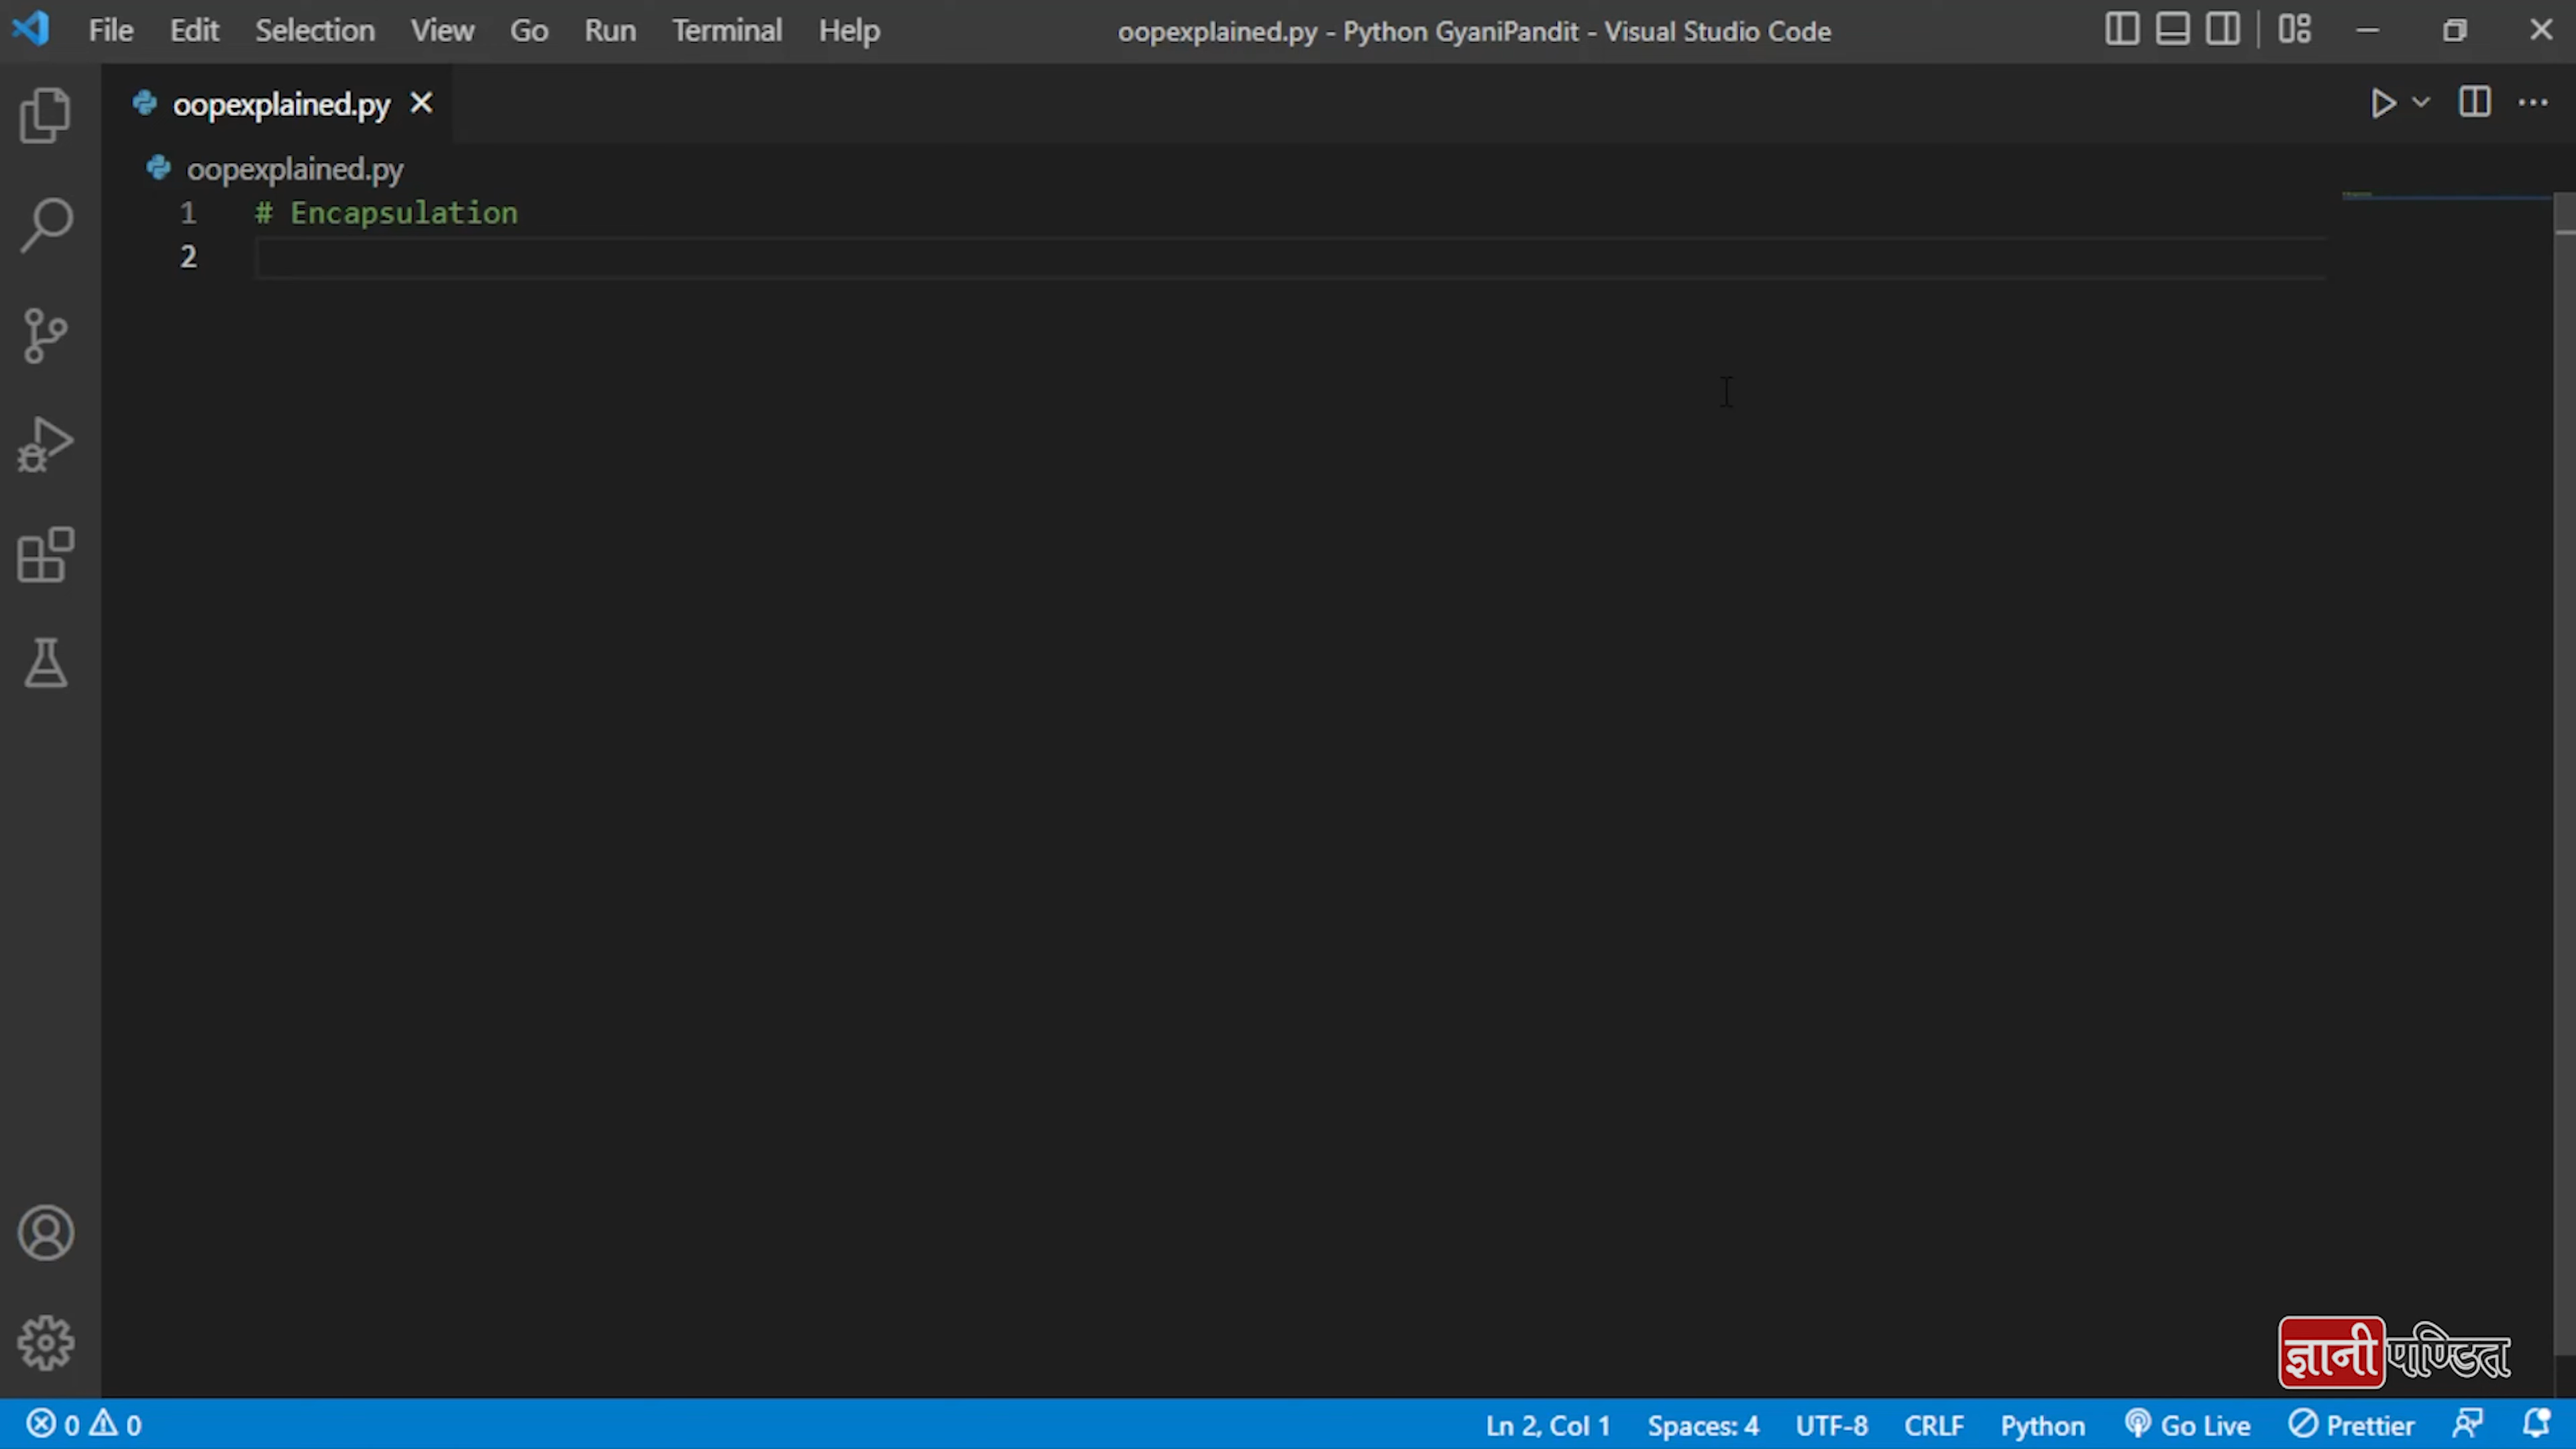 File Edit Selection View Go Run Terminal Help oopexplained.py - Python GyaniPandit - Visual Studio Code
oopexplained.py
oopexplained.py
1 # Encapsulation
2
ज्ञानी पण्डित
0 0 Ln 2, Col 1 Spaces: 4 UTF-8 CRLF Python Go Live Prettier